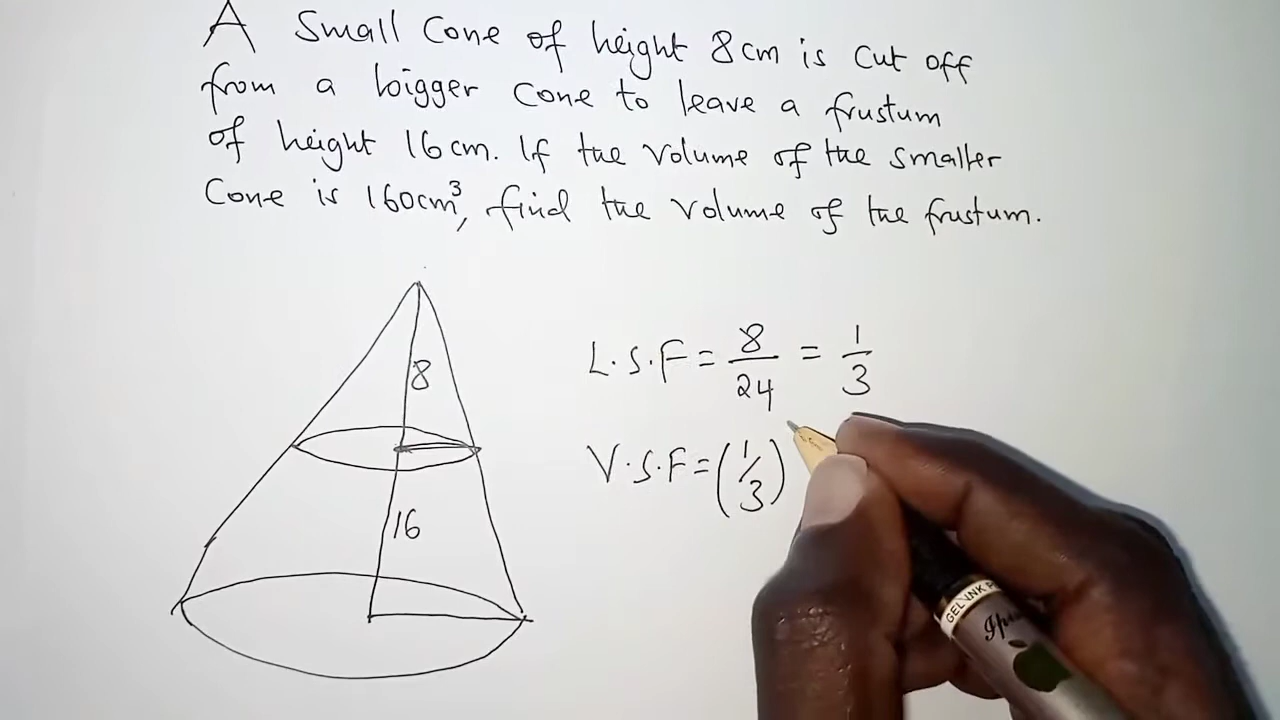 A small cone of height 8cm is cut off
from a bigger cone to leave a frustum
of height 16cm. If the volume of the smaller
cone is 160cm³, find the volume of the frustum.
8
16
L.S.F = 8/24 = 1/3
V.S.F = (1/3)
GEL INK P